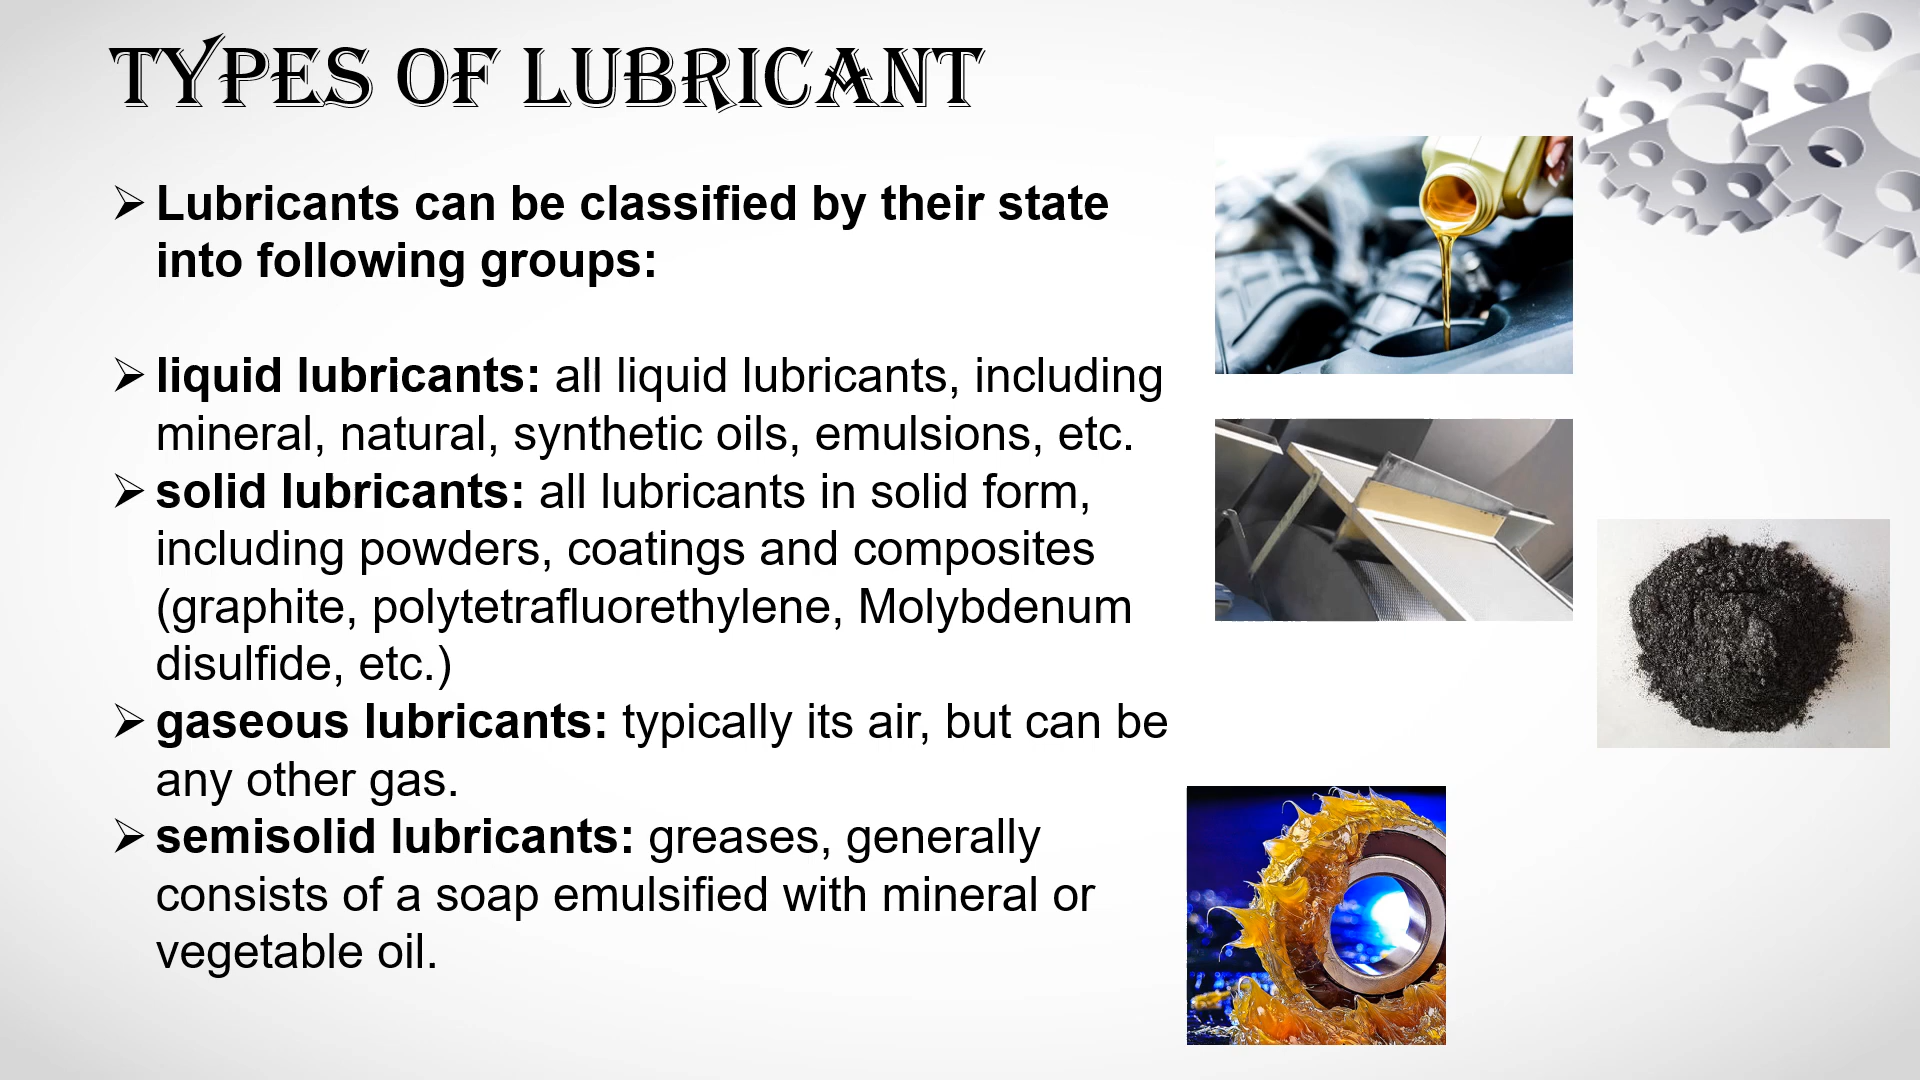 TYPES OF LUBRICANT
➢ Lubricants can be classified by their state
into following groups:
➢ liquid lubricants: all liquid lubricants, including
mineral, natural, synthetic oils, emulsions, etc.
➢ solid lubricants: all lubricants in solid form,
including powders, coatings and composites
(graphite, polytetrafluorethylene, Molybdenum
disulfide, etc.)
➢ gaseous lubricants: typically its air, but can be
any other gas.
➢ semisolid lubricants: greases, generally
consists of a soap emulsified with mineral or
vegetable oil.